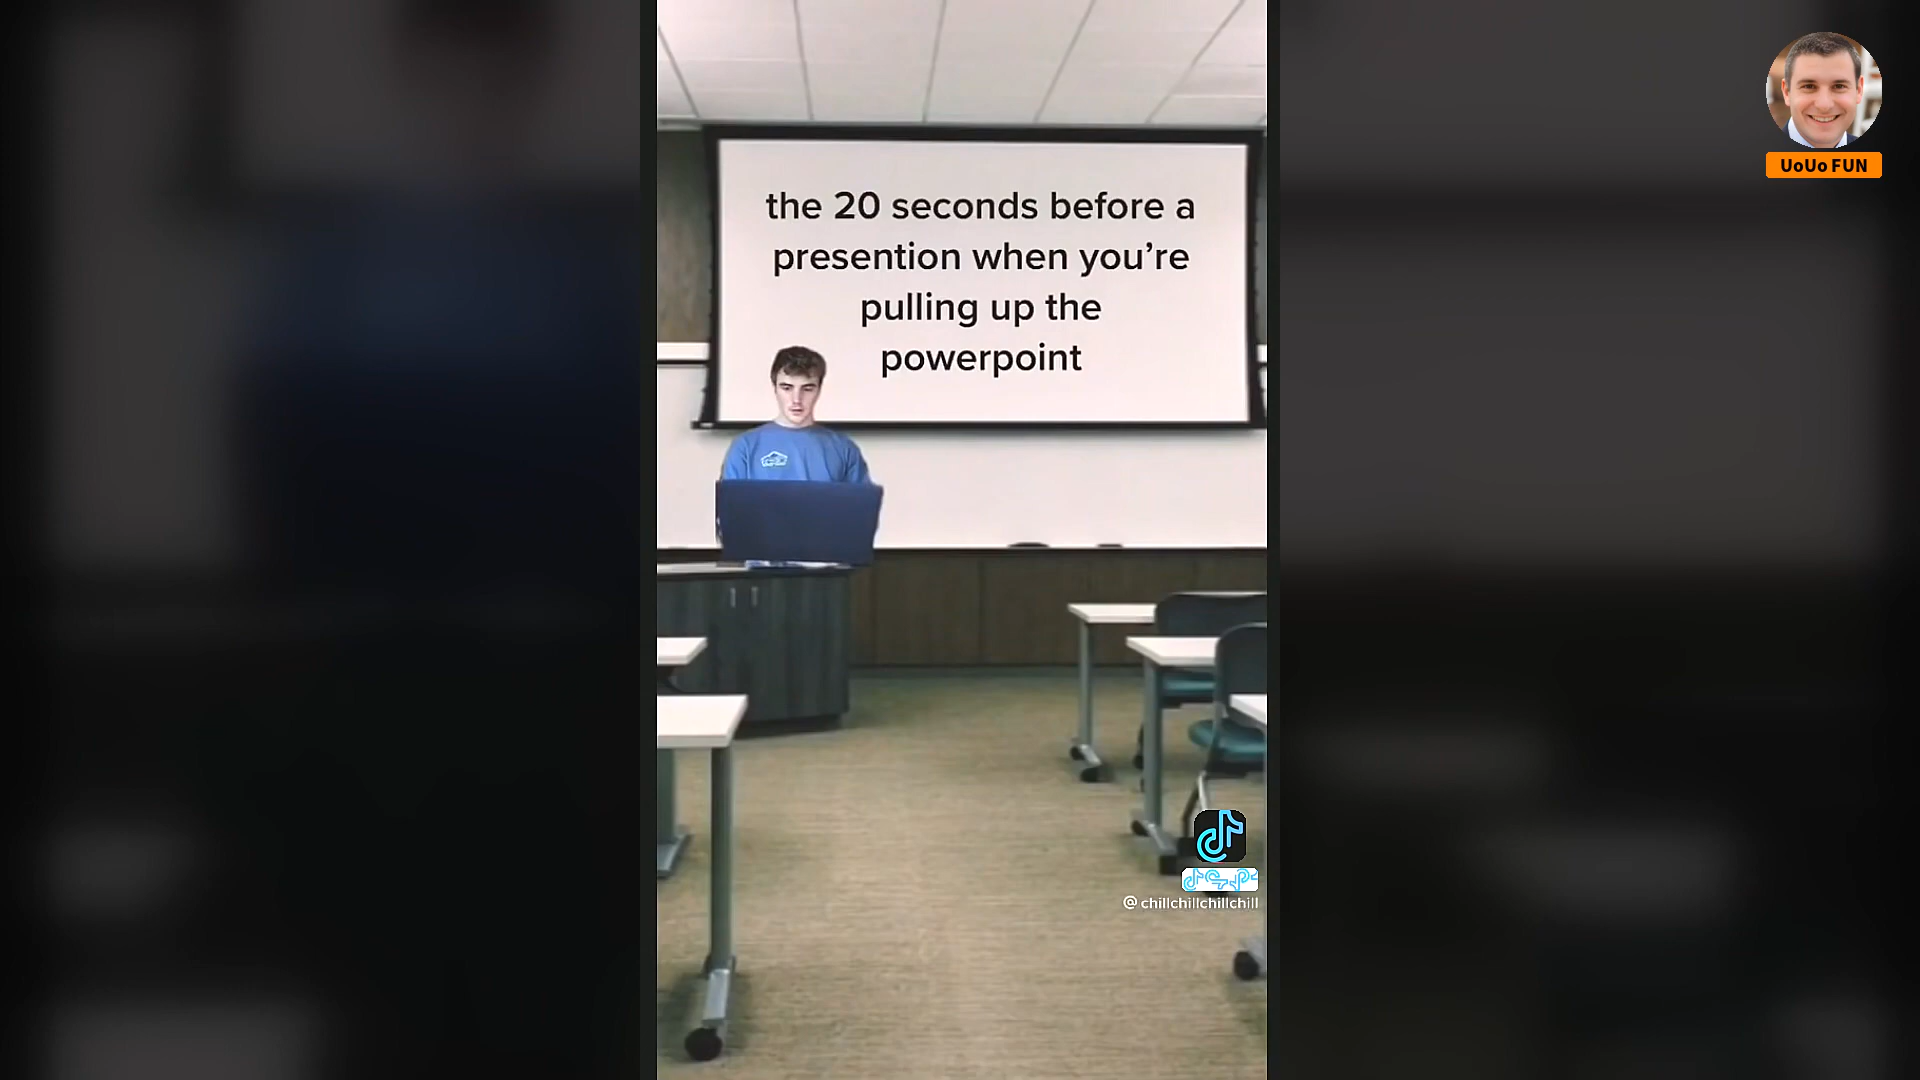 the 20 seconds before a
presention when you’re
pulling up the
powerpoint
UoUo FUN
@chillchillchillchill